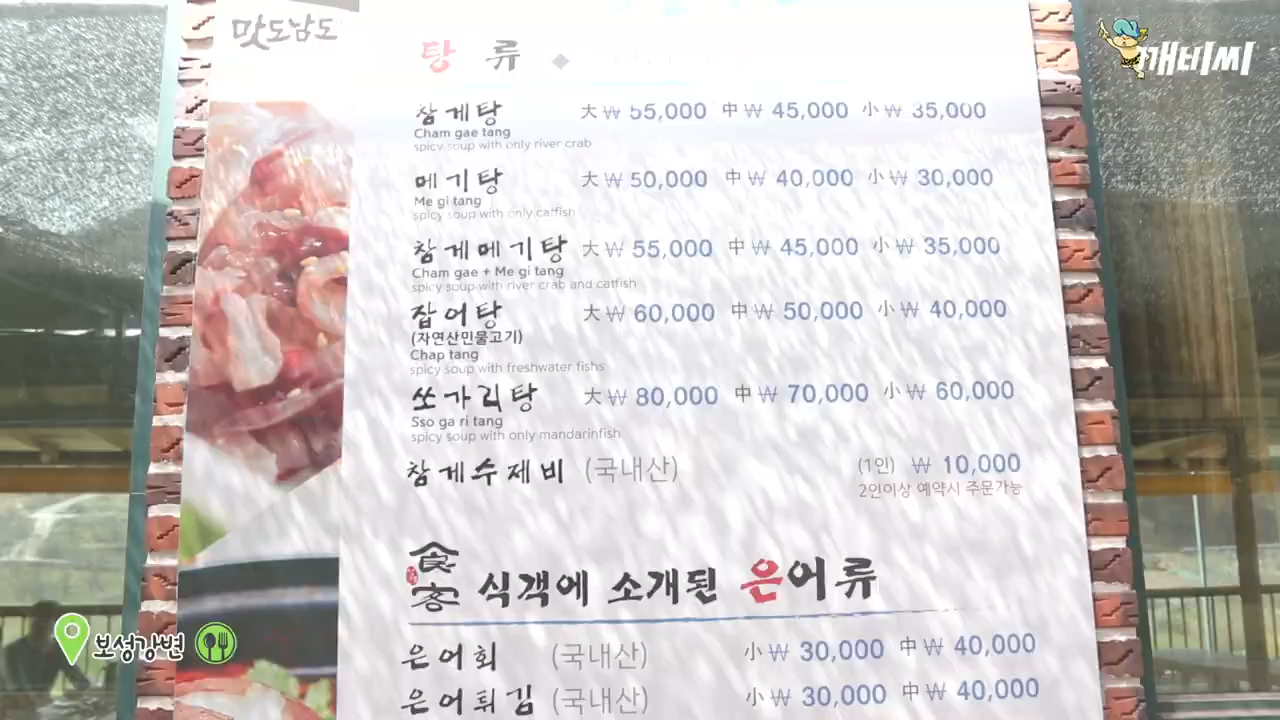 맛도남도
깨티씨
탕 류
참게탕 大 ₩ 55,000 中 ₩ 45,000 小 ₩ 35,000
Cham gae tang
spicy soup with only river crab
메기탕 大 ₩ 50,000 中 ₩ 40,000 小 ₩ 30,000
Me gi tang
spicy soup with only catfish
참게메기탕 大 ₩ 55,000 中 ₩ 45,000 小 ₩ 35,000
Cham gae + Me gi tang
spicy soup with river crab and catfish
잡어탕 大 ₩ 60,000 中 ₩ 50,000 小 ₩ 40,000
(자연산민물고기)
Chap tang
spicy soup with freshwater fishs
쏘가리탕 大 ₩ 80,000 中 ₩ 70,000 小 ₩ 60,000
Sso ga ri tang
spicy soup with only mandarinfish
참게수제비 (국내산) (1인) ₩ 10,000
2인이상 예약시 주문가능
食客 식객에 소개된 은어류
은어회 (국내산) 小 ₩ 30,000 中 ₩ 40,000
은어튀김 (국내산) 小 ₩ 30,000 中 ₩ 40,000
보성강변